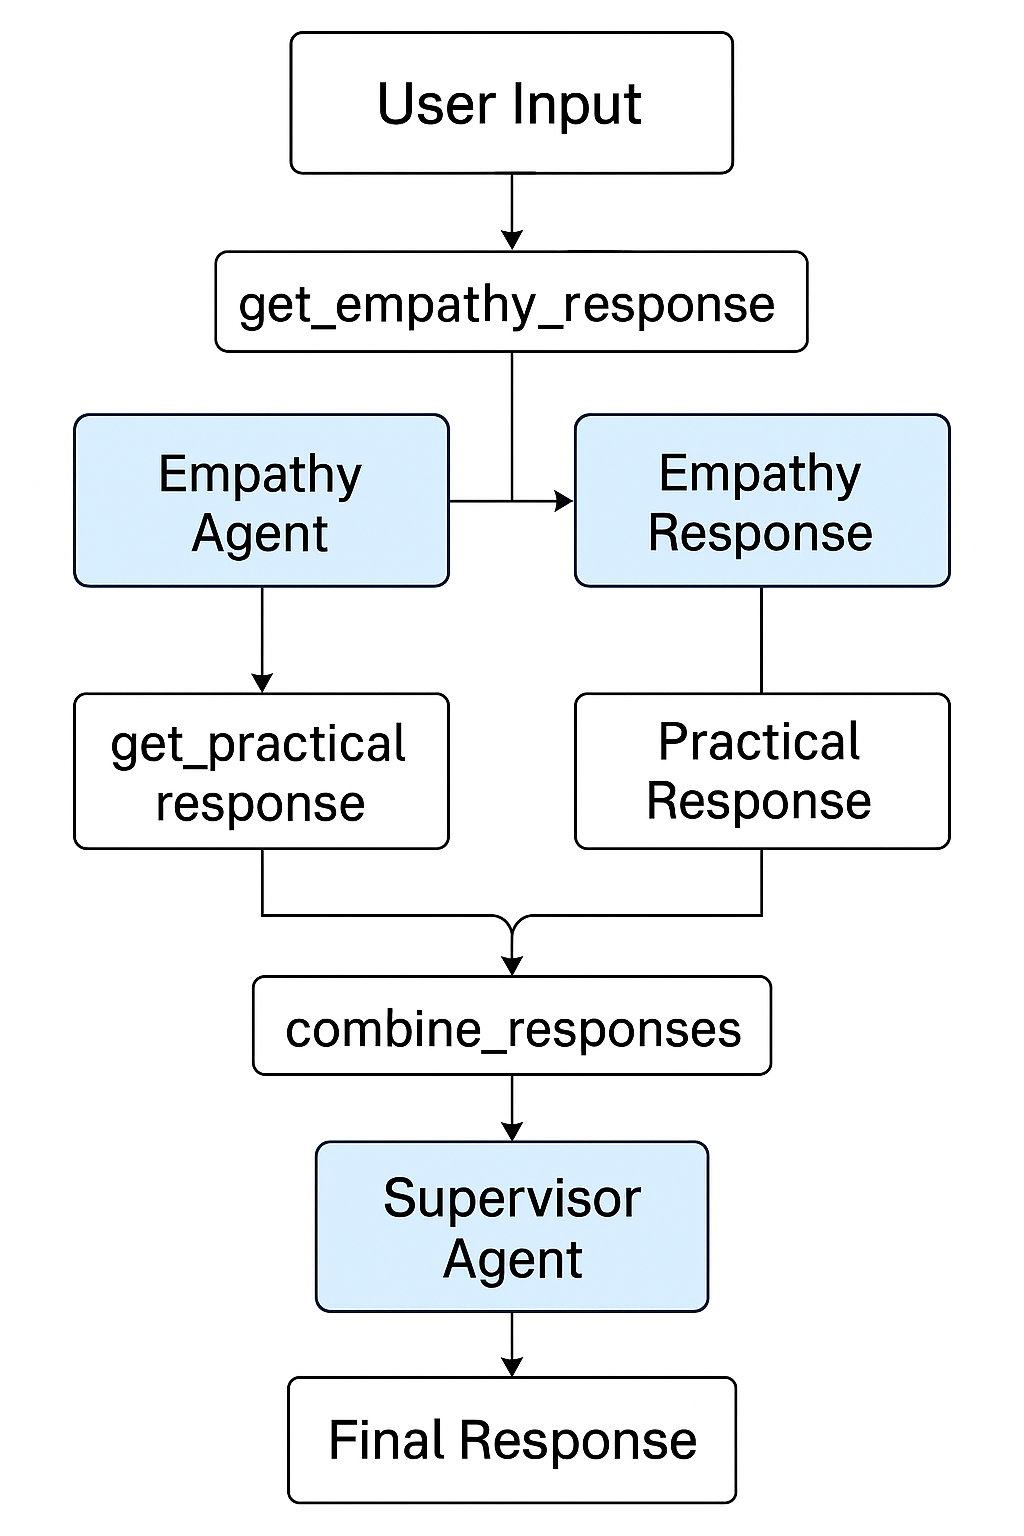 User Input
get_empathy_response
Empathy
Agent
Empathy
Response
get_practical
response
Practical
Response
combine_responses
Supervisor
Agent
Final Response